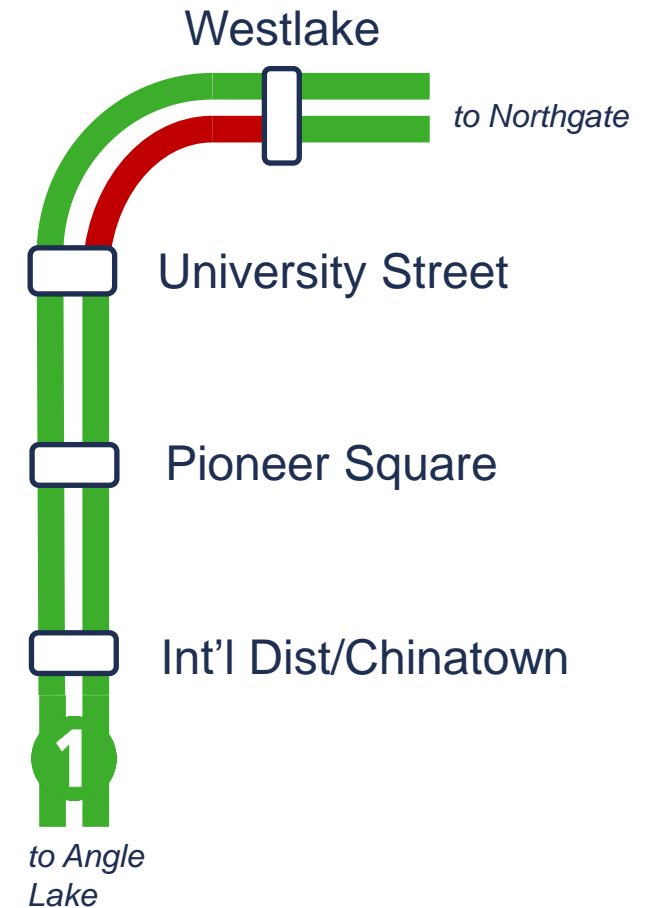 Westlake
to Northgate
University Street
Pioneer Square
Int’l Dist/Chinatown
1
to Angle
Lake